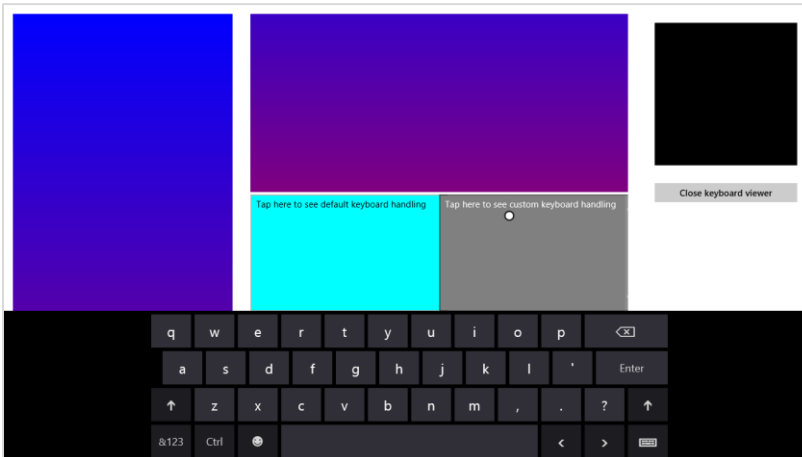 Tap here to see default keyboard handling
Tap here to see custom keyboard handling
Close keyboard viewer
q w e r t y u i o p
a s d f g h j k l ' Enter
z x c v b n m , . ?
&123 Ctrl < >